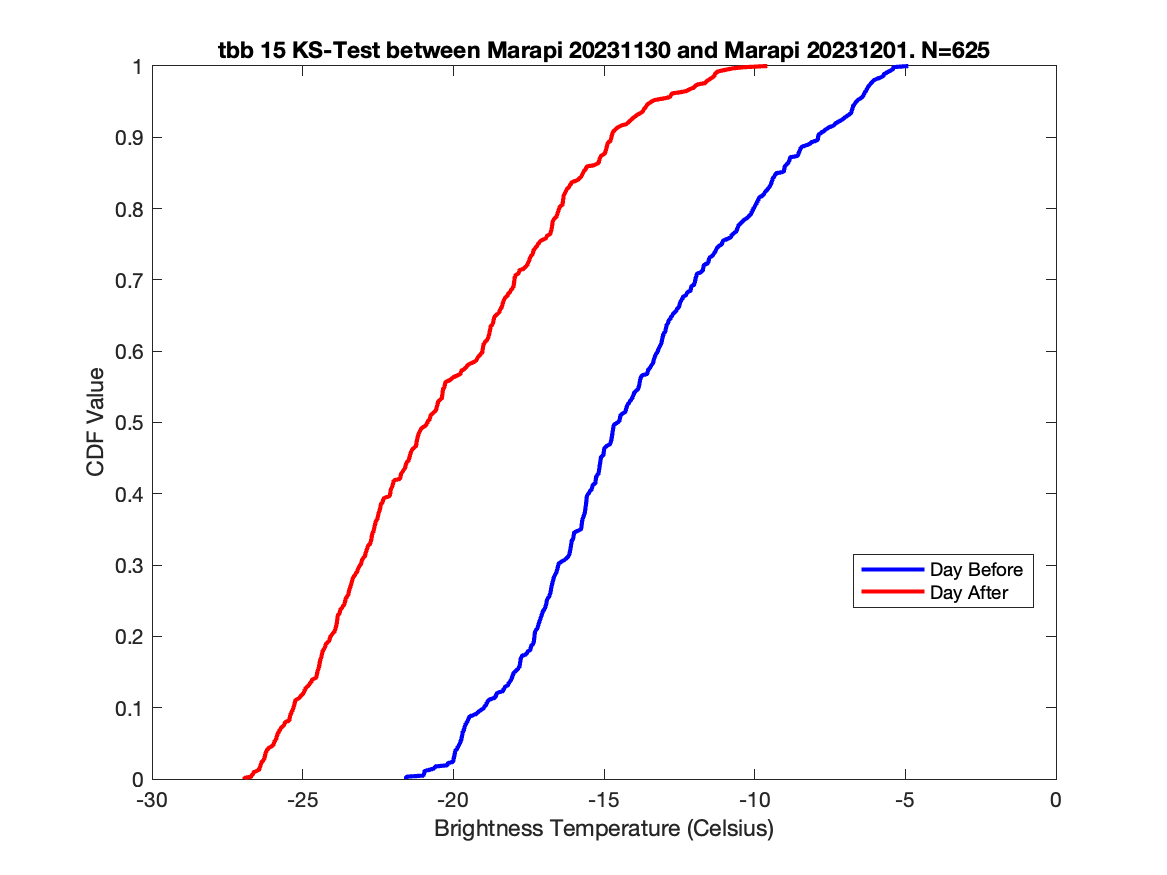 tbb 15 KS-Test between Marapi 20231130 and Marapi 20231201. N=625
1
0.9
0.8
0.7
0.6
0.5
0.4
0.3
0.2
0.1
0
CDF Value
Day Before
Day After
-30 -25 -20 -15 -10 -5 0
Brightness Temperature (Celsius)